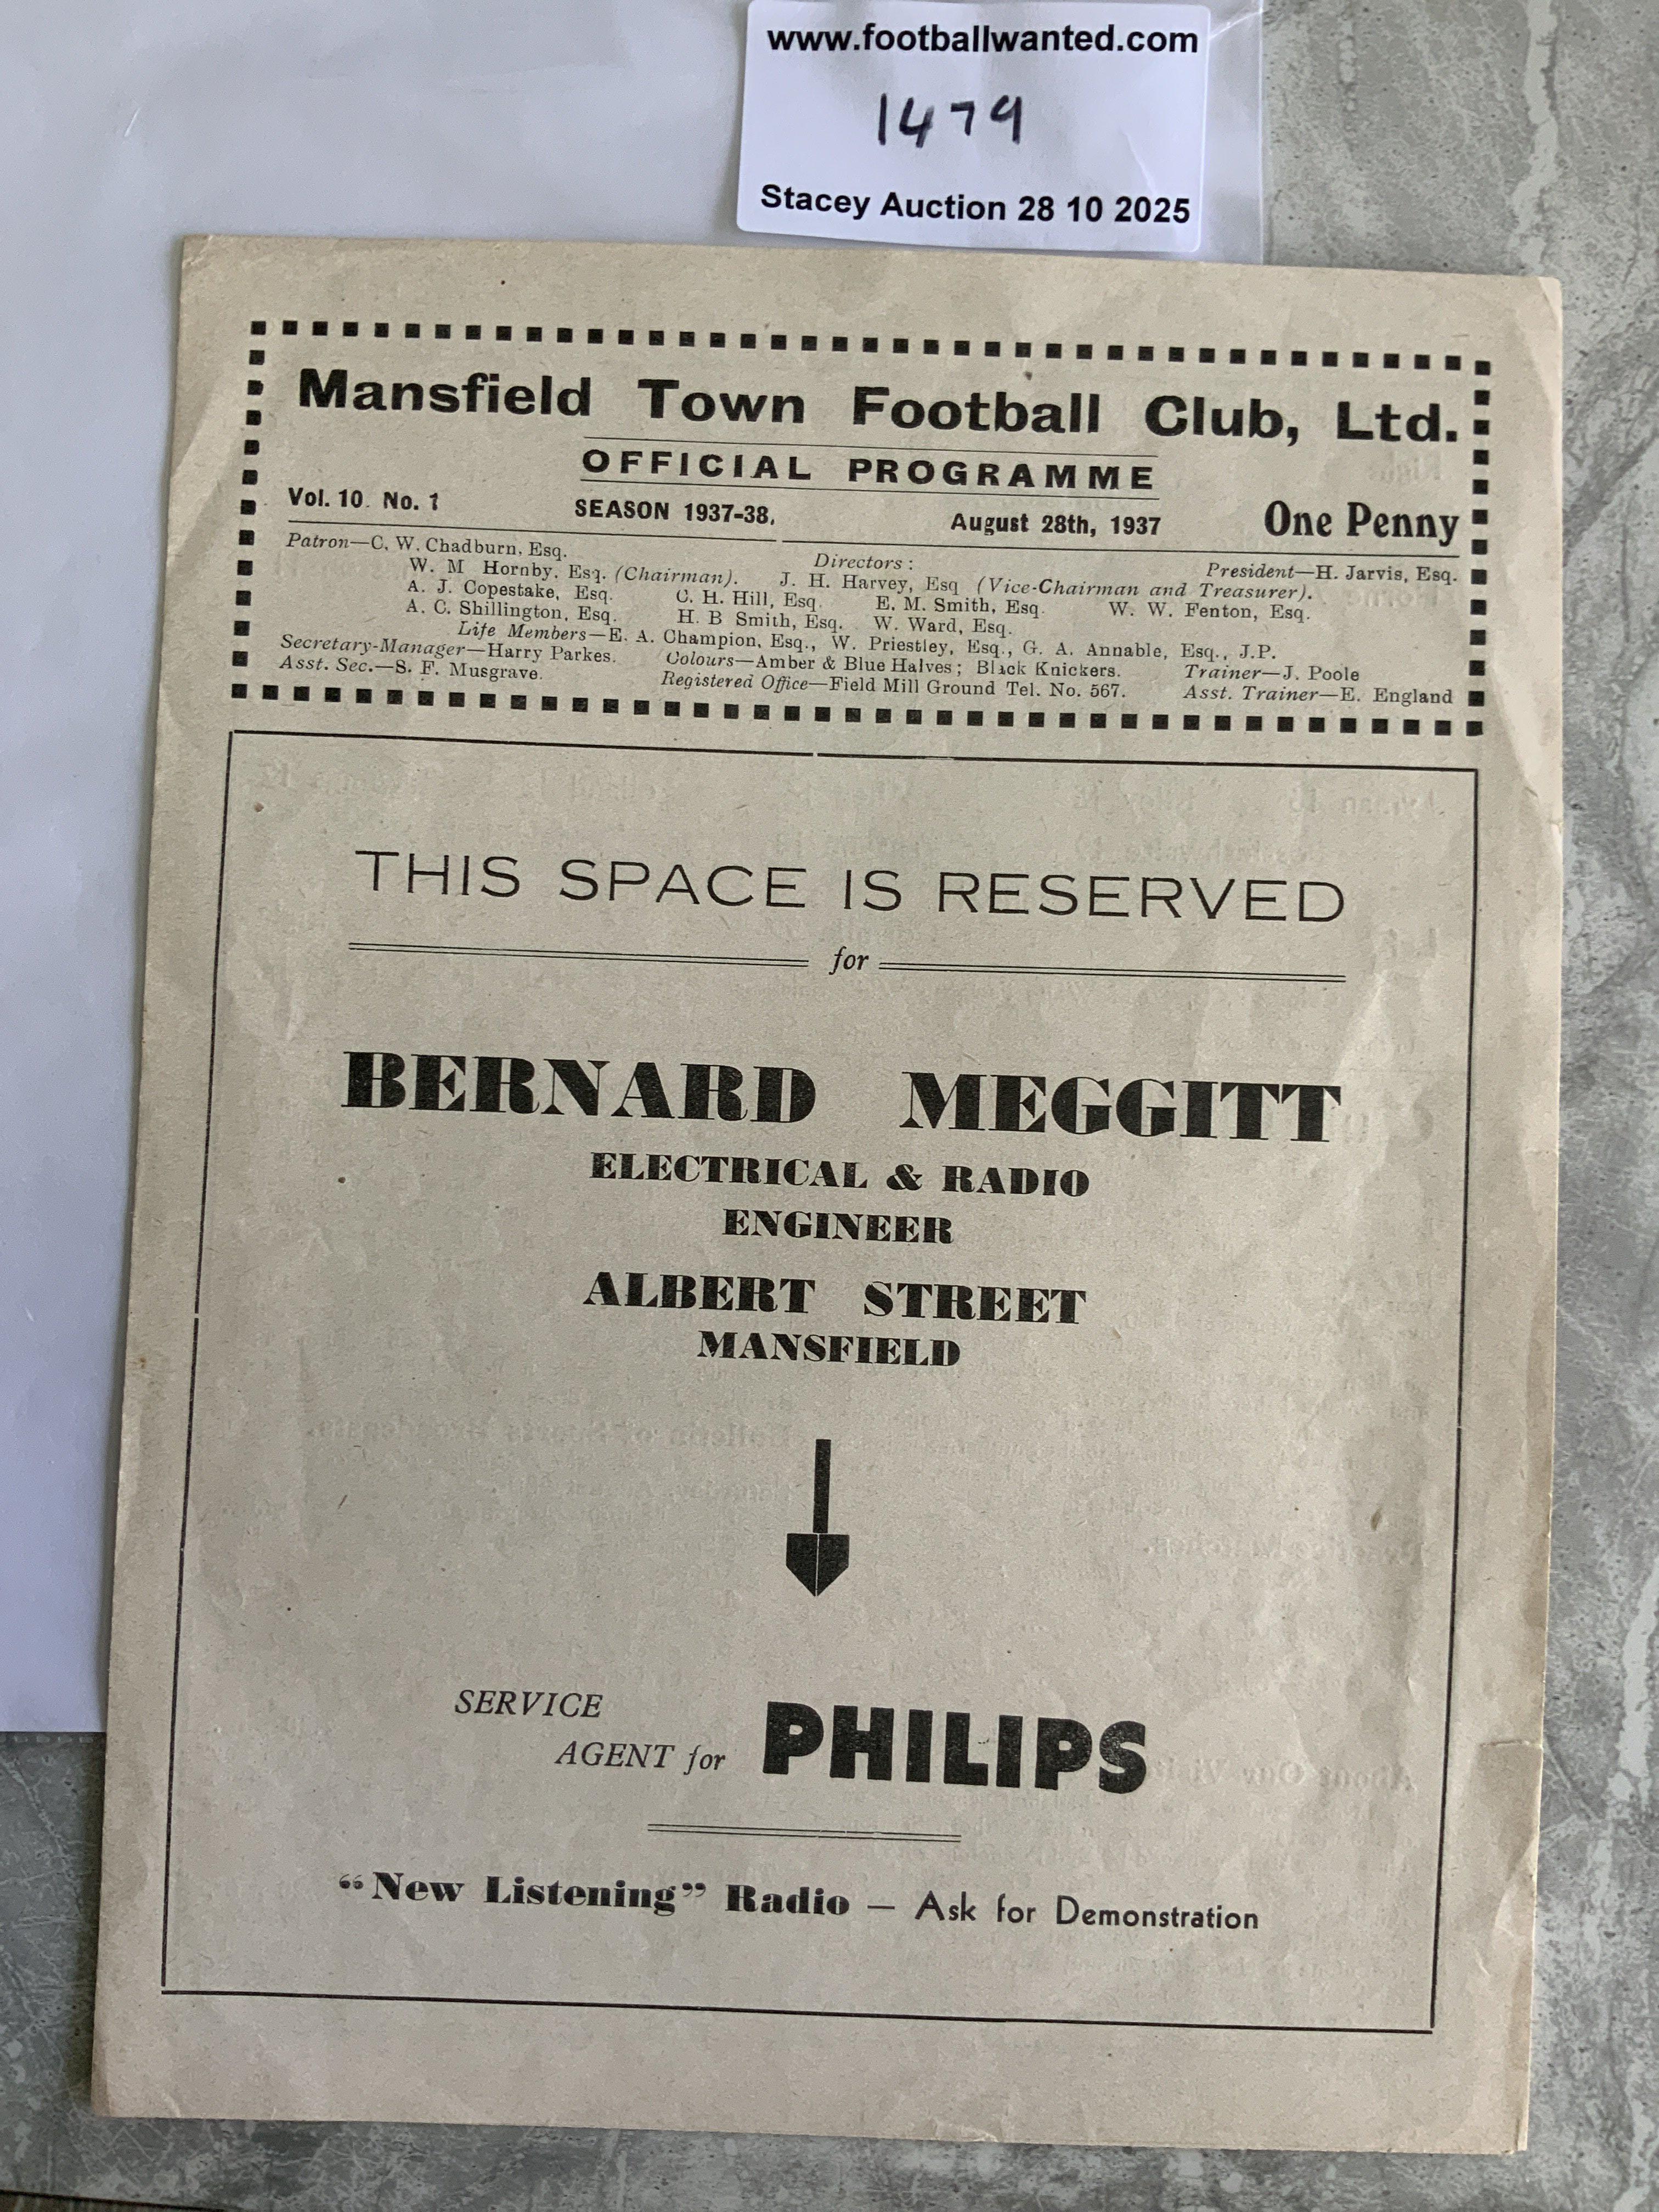 www.footballwanted.com
1479
Stacey Auction 28 10 2025
Mansfield Town Football Club, Ltd.
OFFICIAL PROGRAMME
Vol. 10. No. 1 SEASON 1937-38. August 28th, 1937 One Penny
Patron—C. W. Chadburn, Esq. Directors: President—H. Jarvis, Esq.
W. M Hornby, Esq. (Chairman). J. H. Harvey, Esq (Vice-Chairman and Treasurer).
A. J. Copestake, Esq. C. H. Hill, Esq. E. M. Smith, Esq. W. W. Fenton, Esq.
A. C. Shillington, Esq. H. B Smith, Esq. W. Ward, Esq.
Life Members—E. A. Champion, Esq., W. Priestley, Esq., G. A. Annable, Esq., J.P.
Secretary-Manager—Harry Parkes. Colours—Amber & Blue Halves; Black Knickers. Trainer—J. Poole
Asst. Sec.—S. F. Musgrave. Registered Office—Field Mill Ground Tel. No. 567. Asst. Trainer—E. England
THIS SPACE IS RESERVED
for
BERNARD MEGGITT
ELECTRICAL & RADIO
ENGINEER
ALBERT STREET
MANSFIELD
SERVICE
AGENT for PHILIPS
"New Listening" Radio — Ask for Demonstration